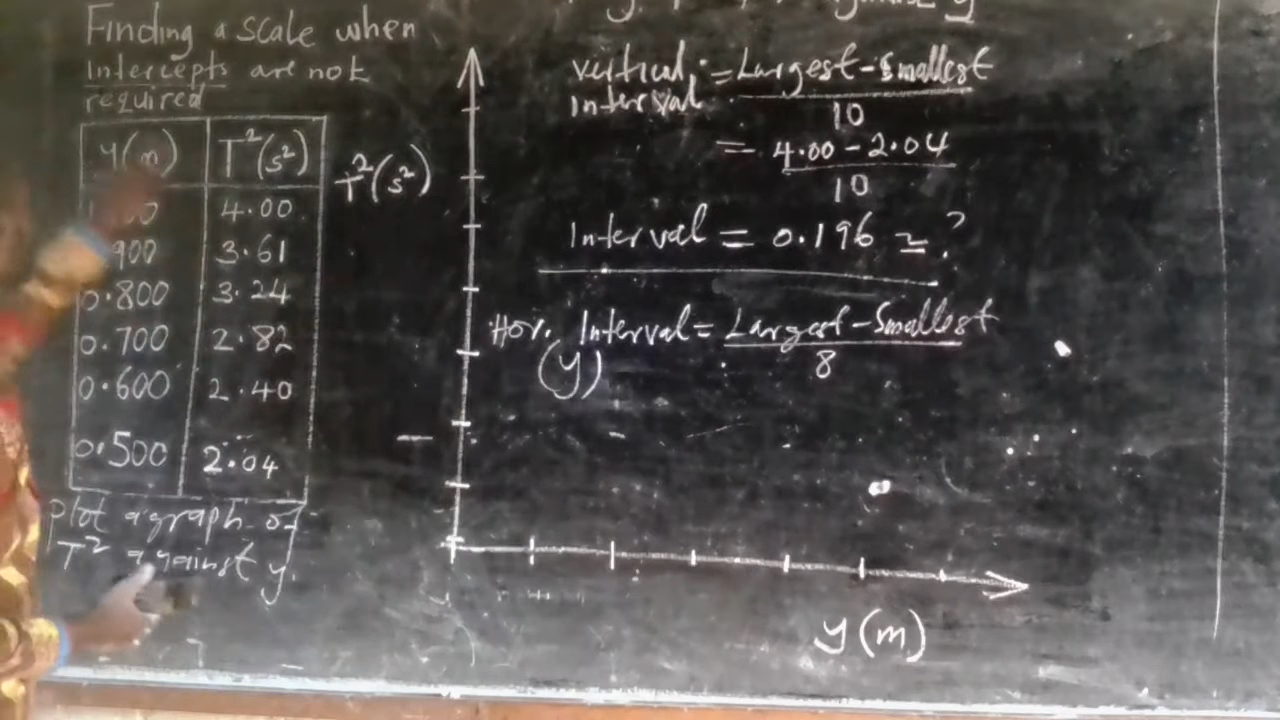 Finding a scale when
Intercepts are not
required
y(m) T²(s²)
4.00
900 3.61
0.800 3.24
0.700 2.82
0.600 2.40
0.500 2.04
plot a graph of
T² against y.
T²(s²)
y(m)
vertical = Largest-Smallest
interval 10
= 4.00-2.04
10
Interval = 0.196 ≃ ?
Hor. Interval = Largest-Smallest
(y) 8